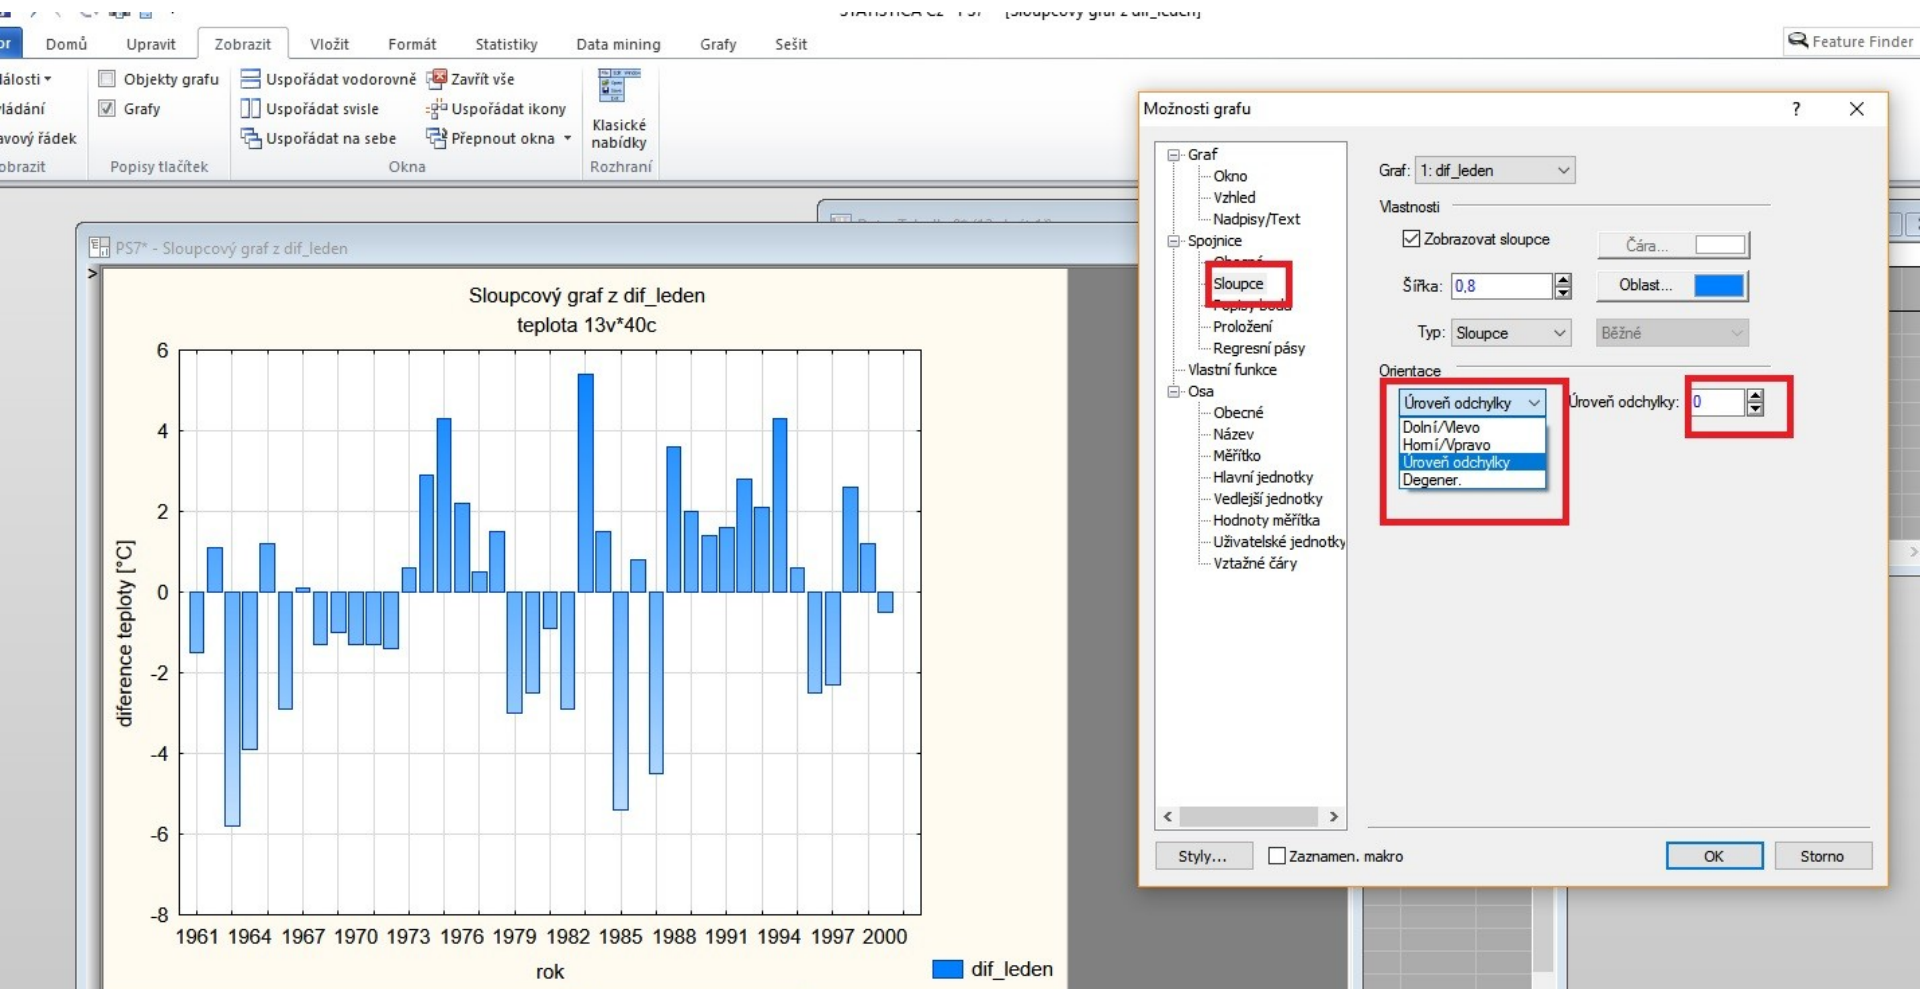 [Sloupcový graf z dif_leden]
Domů Upravit Zobrazit Vložit Formát Statistiky Data mining Grafy Sešit
Feature Finder
Objekty grafu
Grafy
Popisy tlačítek
Uspořádat vodorovně Zavřít vše
Uspořádat svisle Uspořádat ikony
Uspořádat na sebe Přepnout okna
Okna
Klasické
nabídky
Rozhraní
PS7* - Sloupcový graf z dif_leden
Sloupcový graf z dif_leden
teplota 13v*40c
6
4
2
0
-2
-4
-6
-8
diference teploty [°C]
1961 1964 1967 1970 1973 1976 1979 1982 1985 1988 1991 1994 1997 2000
rok
dif_leden
Možnosti grafu ?
Graf
Okno
Vzhled
Nadpisy/Text
Spojnice
Obecné
Sloupce
Popisy bodů
Proložení
Regresní pásy
Vlastní funkce
Osa
Obecné
Název
Měřítko
Hlavní jednotky
Vedlejší jednotky
Hodnoty měřítka
Uživatelské jednotky
Vztažné čáry
Graf: 1: dif_leden
Vlastnosti
Zobrazovat sloupce Čára...
Šířka: 0,8 Oblast...
Typ: Sloupce Běžné
Orientace
Úroveň odchylky Úroveň odchylky: 0
Dolní/Vlevo
Horní/Vpravo
Úroveň odchylky
Degener.
Styly... Zaznamen. makro OK Storno